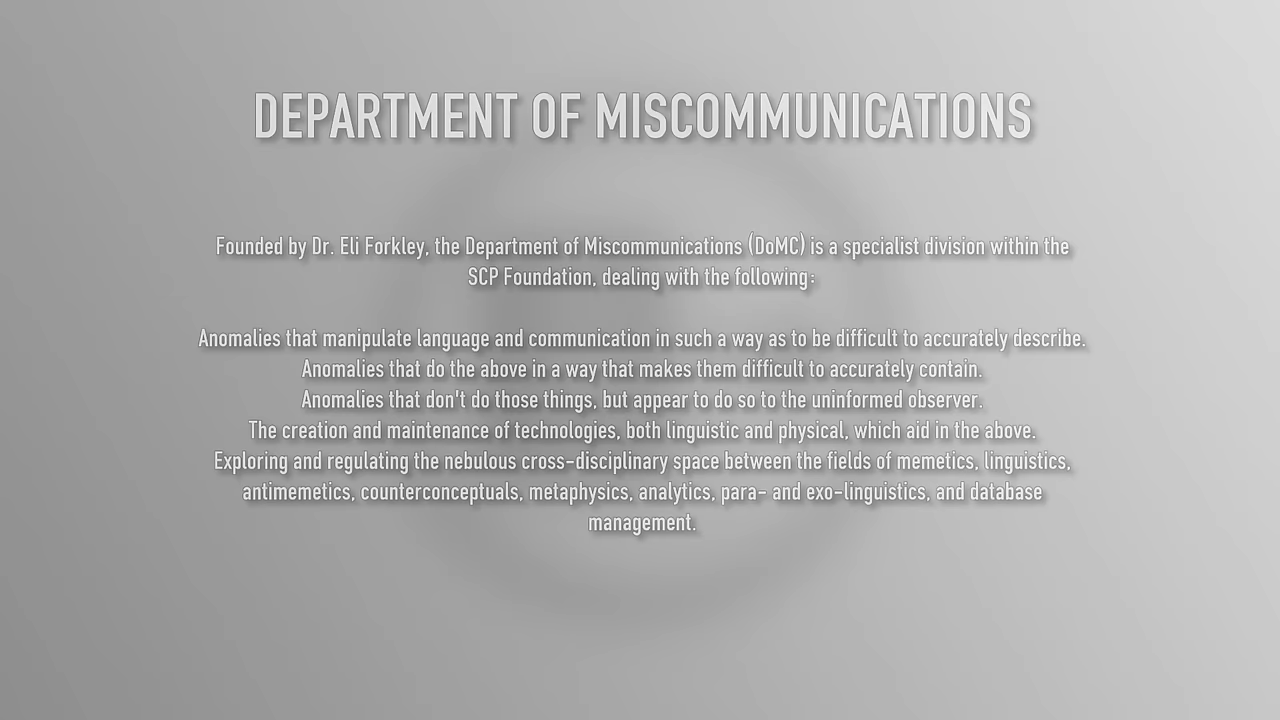 DEPARTMENT OF MISCOMMUNICATIONS
Founded by Dr. Eli Forkley, the Department of Miscommunications (DoMC) is a specialist division within the
SCP Foundation, dealing with the following:
Anomalies that manipulate language and communication in such a way as to be difficult to accurately describe.
Anomalies that do the above in a way that makes them difficult to accurately contain.
Anomalies that don't do those things, but appear to do so to the uninformed observer.
The creation and maintenance of technologies, both linguistic and physical, which aid in the above.
Exploring and regulating the nebulous cross-disciplinary space between the fields of memetics, linguistics,
antimemetics, counterconceptuals, metaphysics, analytics, para- and exo-linguistics, and database
management.